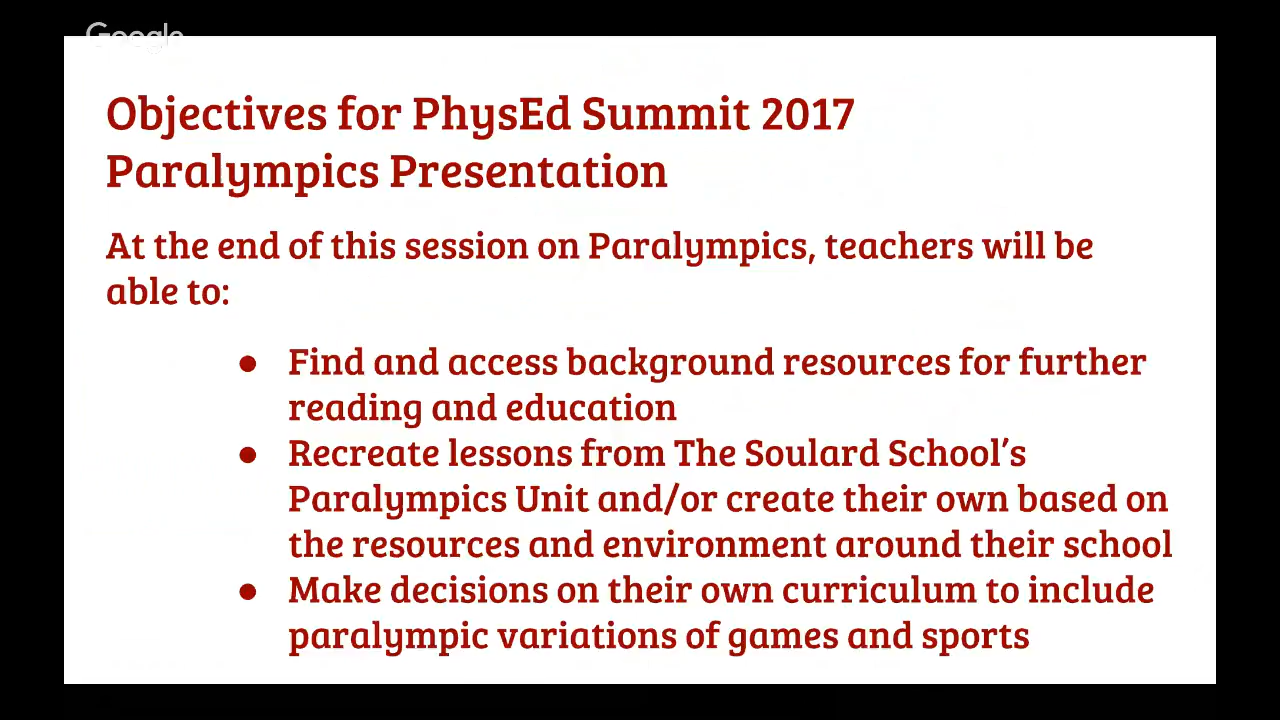 Google
Objectives for PhysEd Summit 2017
Paralympics Presentation
At the end of this session on Paralympics, teachers will be
able to:
● Find and access background resources for further
reading and education
● Recreate lessons from The Soulard School’s
Paralympics Unit and/or create their own based on
the resources and environment around their school
● Make decisions on their own curriculum to include
paralympic variations of games and sports